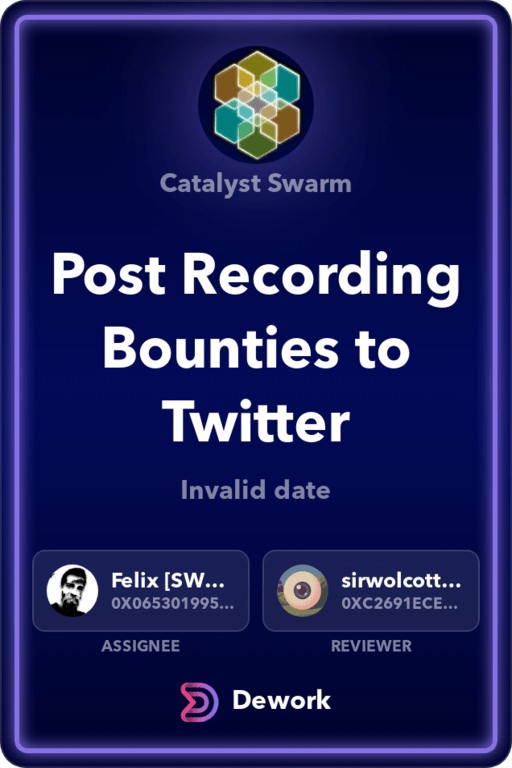 Catalyst Swarm
Post Recording
Bounties to
Twitter
Invalid date
Felix [SW...
0X065301995...
ASSIGNEE
sirwolcott...
0XC2691ECE...
REVIEWER
Dework